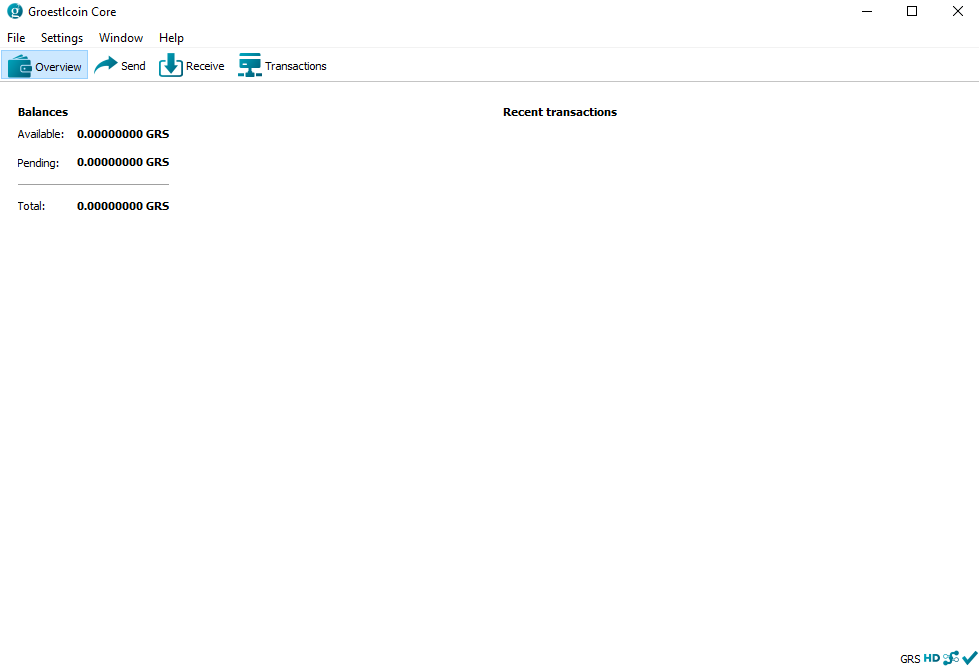 Groestlcoin Core
File Settings Window Help
Overview Send Receive Transactions
Balances
Available: 0.00000000 GRS
Pending: 0.00000000 GRS
Total: 0.00000000 GRS
Recent transactions
GRS HD